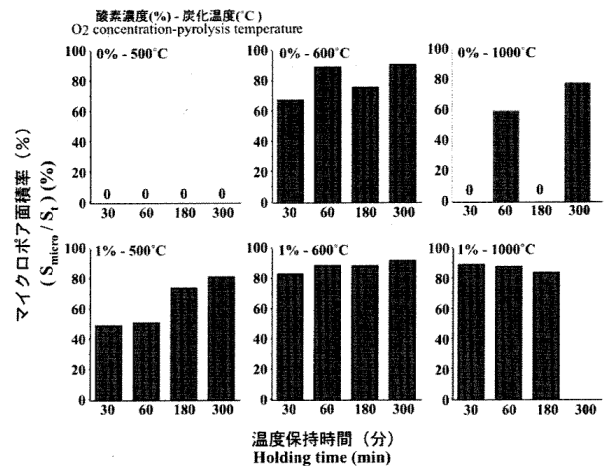 酸素濃度(%) - 炭化温度(˚C)
O2 concentration-pyrolysis temperature
マイクロポア面積率（%）
( S_micro / S_t ) (%)
0% - 500˚C
100
80
60
40
20
0
0 0 0 0
30 60 180 300
0% - 600˚C
100
80
60
40
20
0
30 60 180 300
0% - 1000˚C
100
80
60
40
20
0
0 0
30 60 180 300
1% - 500˚C
100
80
60
40
20
0
30 60 180 300
1% - 600˚C
100
80
60
40
20
0
30 60 180 300
1% - 1000˚C
100
80
60
40
20
0
30 60 180 300
温度保持時間（分）
Holding time (min)